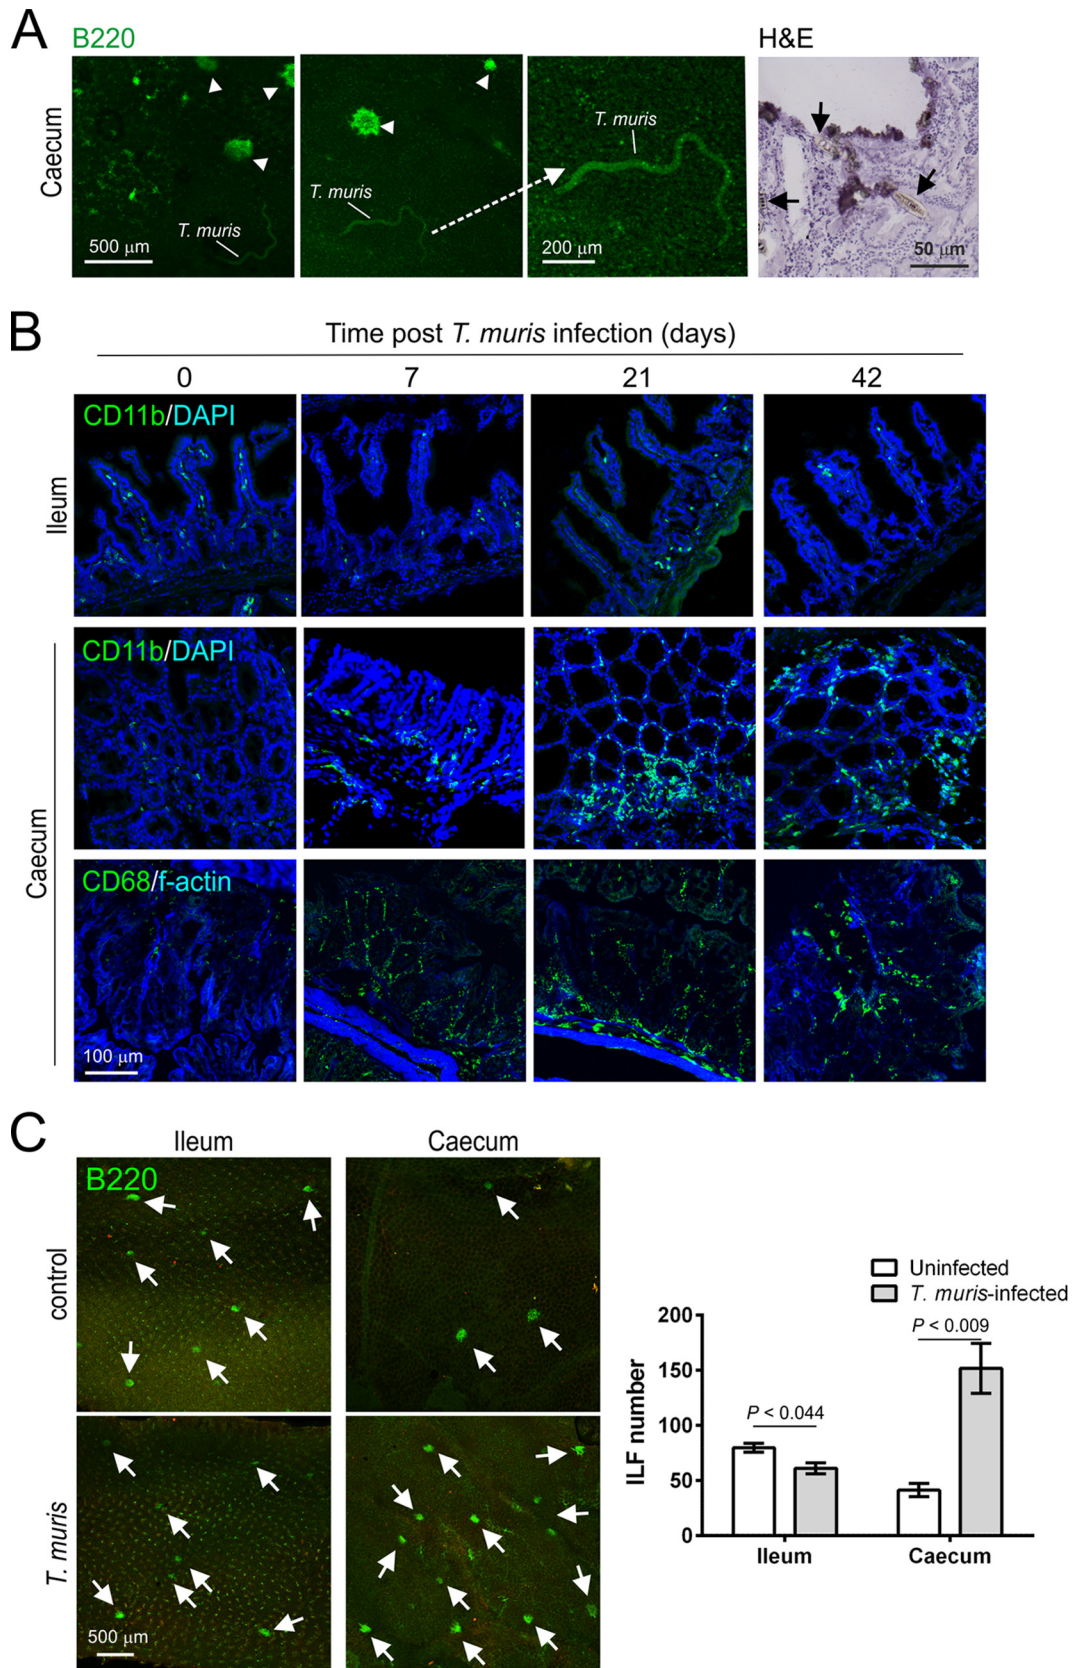 A
B220
H&E
Caecum
T. muris
500 μm
T. muris
T. muris
200 μm
50 μm
B
Time post T. muris infection (days)
0 7 21 42
CD11b/DAPI
Ileum
CD11b/DAPI
Caecum
CD68/f-actin
100 μm
C
Ileum Caecum
B220
control
T. muris
500 μm
Uninfected
T. muris-infected
P < 0.009
P < 0.044
ILF number
200
150
100
50
0
Ileum Caecum